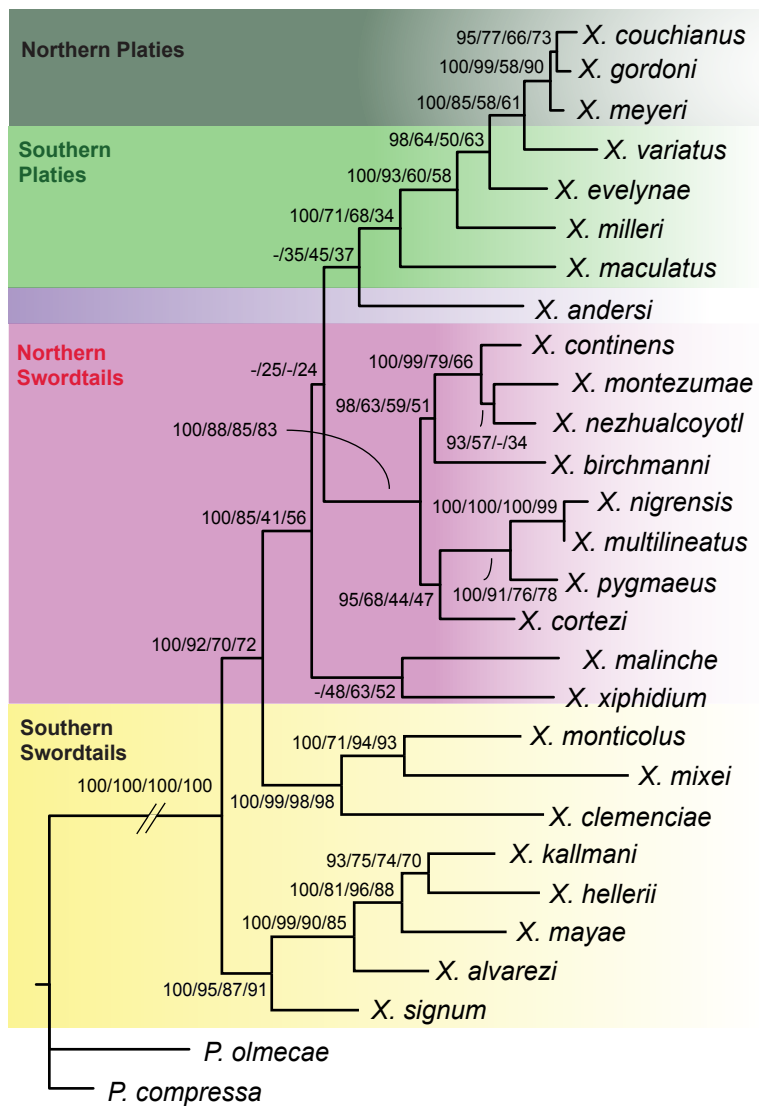 95/77/66/73
X. couchianus
Northern Platies
100/99/58/90
X. gordoni
100/85/58/61
X. meyeri
Southern
Platies
98/64/50/63
X. variatus
100/93/60/58
X. evelynae
100/71/68/34
X. milleri
-/35/45/37
X. maculatus
X. andersi
Northern
Swordtails
100/99/79/66
X. continens
-/25/-/24
X. montezumae
98/63/59/51
100/88/85/83
X. nezhualcoyotl
93/57/-/34
X. birchmanni
100/100/100/99
X. nigrensis
100/85/41/56
X. multilineatus
X. pygmaeus
100/91/76/78
95/68/44/47
X. cortezi
100/92/70/72
X. malinche
-/48/63/52
X. xiphidium
Southern
Swordtails
100/71/94/93
X. monticolus
100/100/100/100
X. mixei
100/99/98/98
X. clemenciae
93/75/74/70
X. kallmani
100/81/96/88
X. hellerii
100/99/90/85
X. mayae
X. alvarezi
100/95/87/91
X. signum
P. olmecae
P. compressa